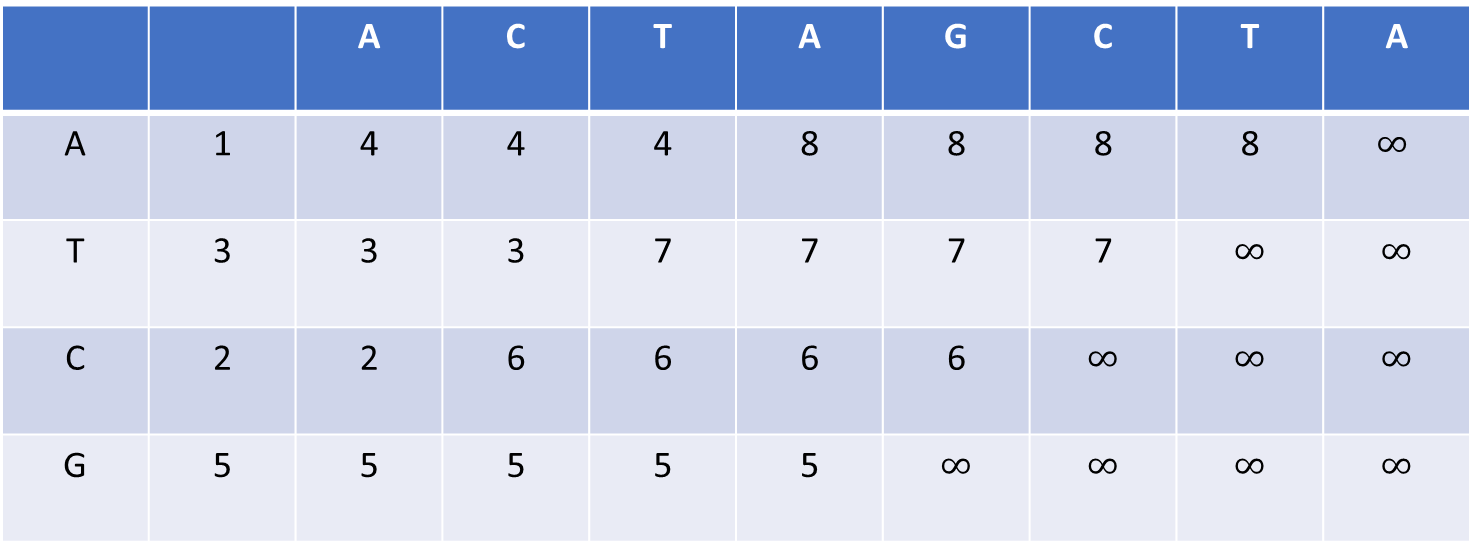 A C T A G C T A
A 1 4 4 4 8 8 8 8 ∞
T 3 3 3 7 7 7 7 ∞ ∞
C 2 2 6 6 6 6 ∞ ∞ ∞
G 5 5 5 5 5 ∞ ∞ ∞ ∞